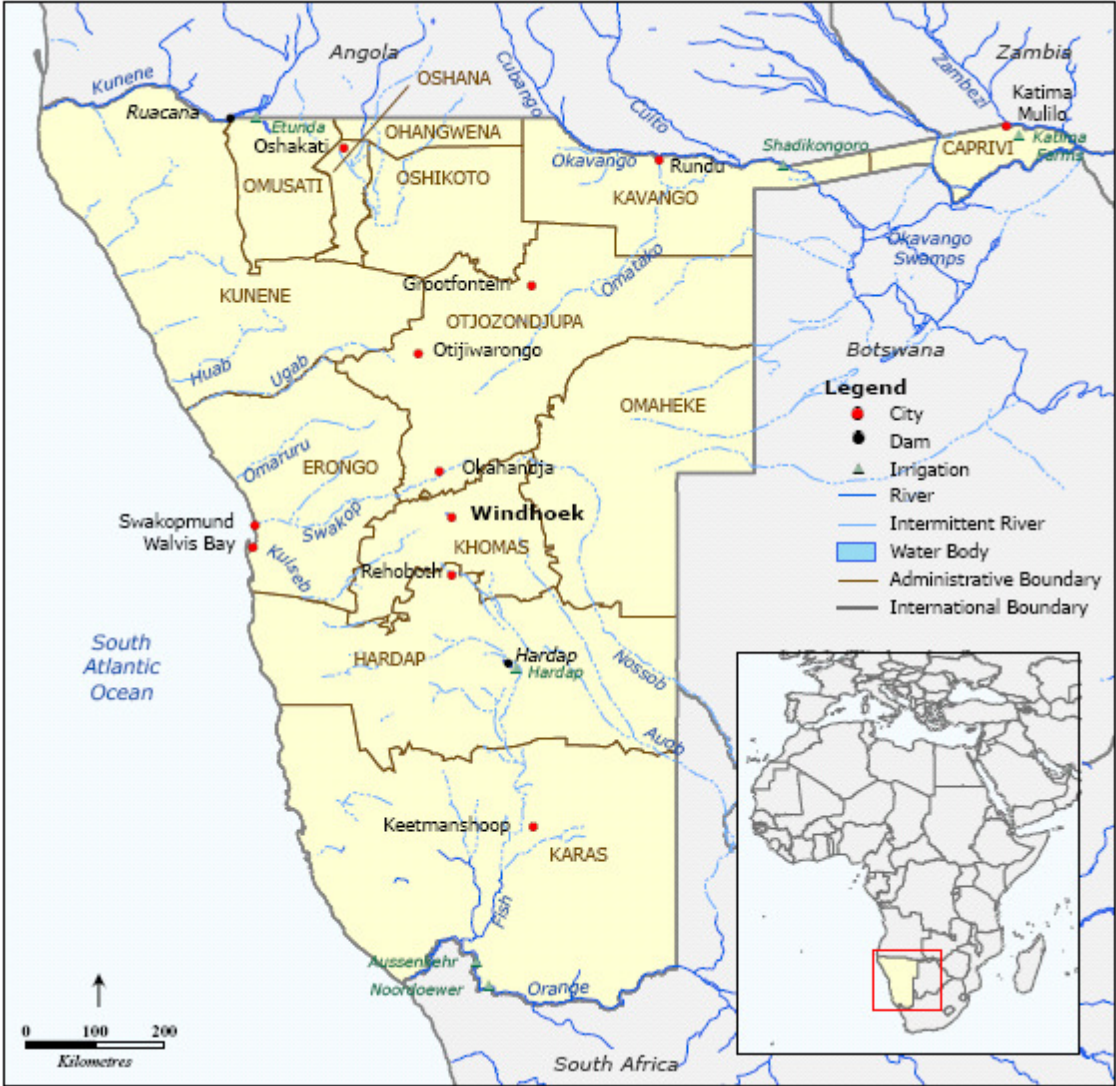 Angola
Zambia
Kunene
Cubango
Cuito
Zambezi
OSHANA
Katima
Mulilo
Ruacana
Etunda
OHANGWENA
Oshakati
Shadikongoro
Katima
Farms
CAPRIVI
Okavango
Rundu
OMUSATI
OSHIKOTO
KAVANGO
Okavango
Swamps
Omatako
Grootfontein
KUNENE
OTJOZONDJUPA
Otijiwarongo
Botswana
Huab
Ugab
Legend
City
Dam
Irrigation
River
Intermittent River
Water Body
Administrative Boundary
International Boundary
OMAHEKE
Omaruru
ERONGO
Okahandja
Swakop
Windhoek
Swakopmund
Walvis Bay
KHOMAS
Kuiseb
Rehoboth
South
Atlantic
Ocean
HARDAP
Hardap
Hardap
Nossob
Auob
Keetmanshoop
KARAS
Fish
Aussenkehr
Noordoewer
Orange
0 100 200
Kilometres
South Africa